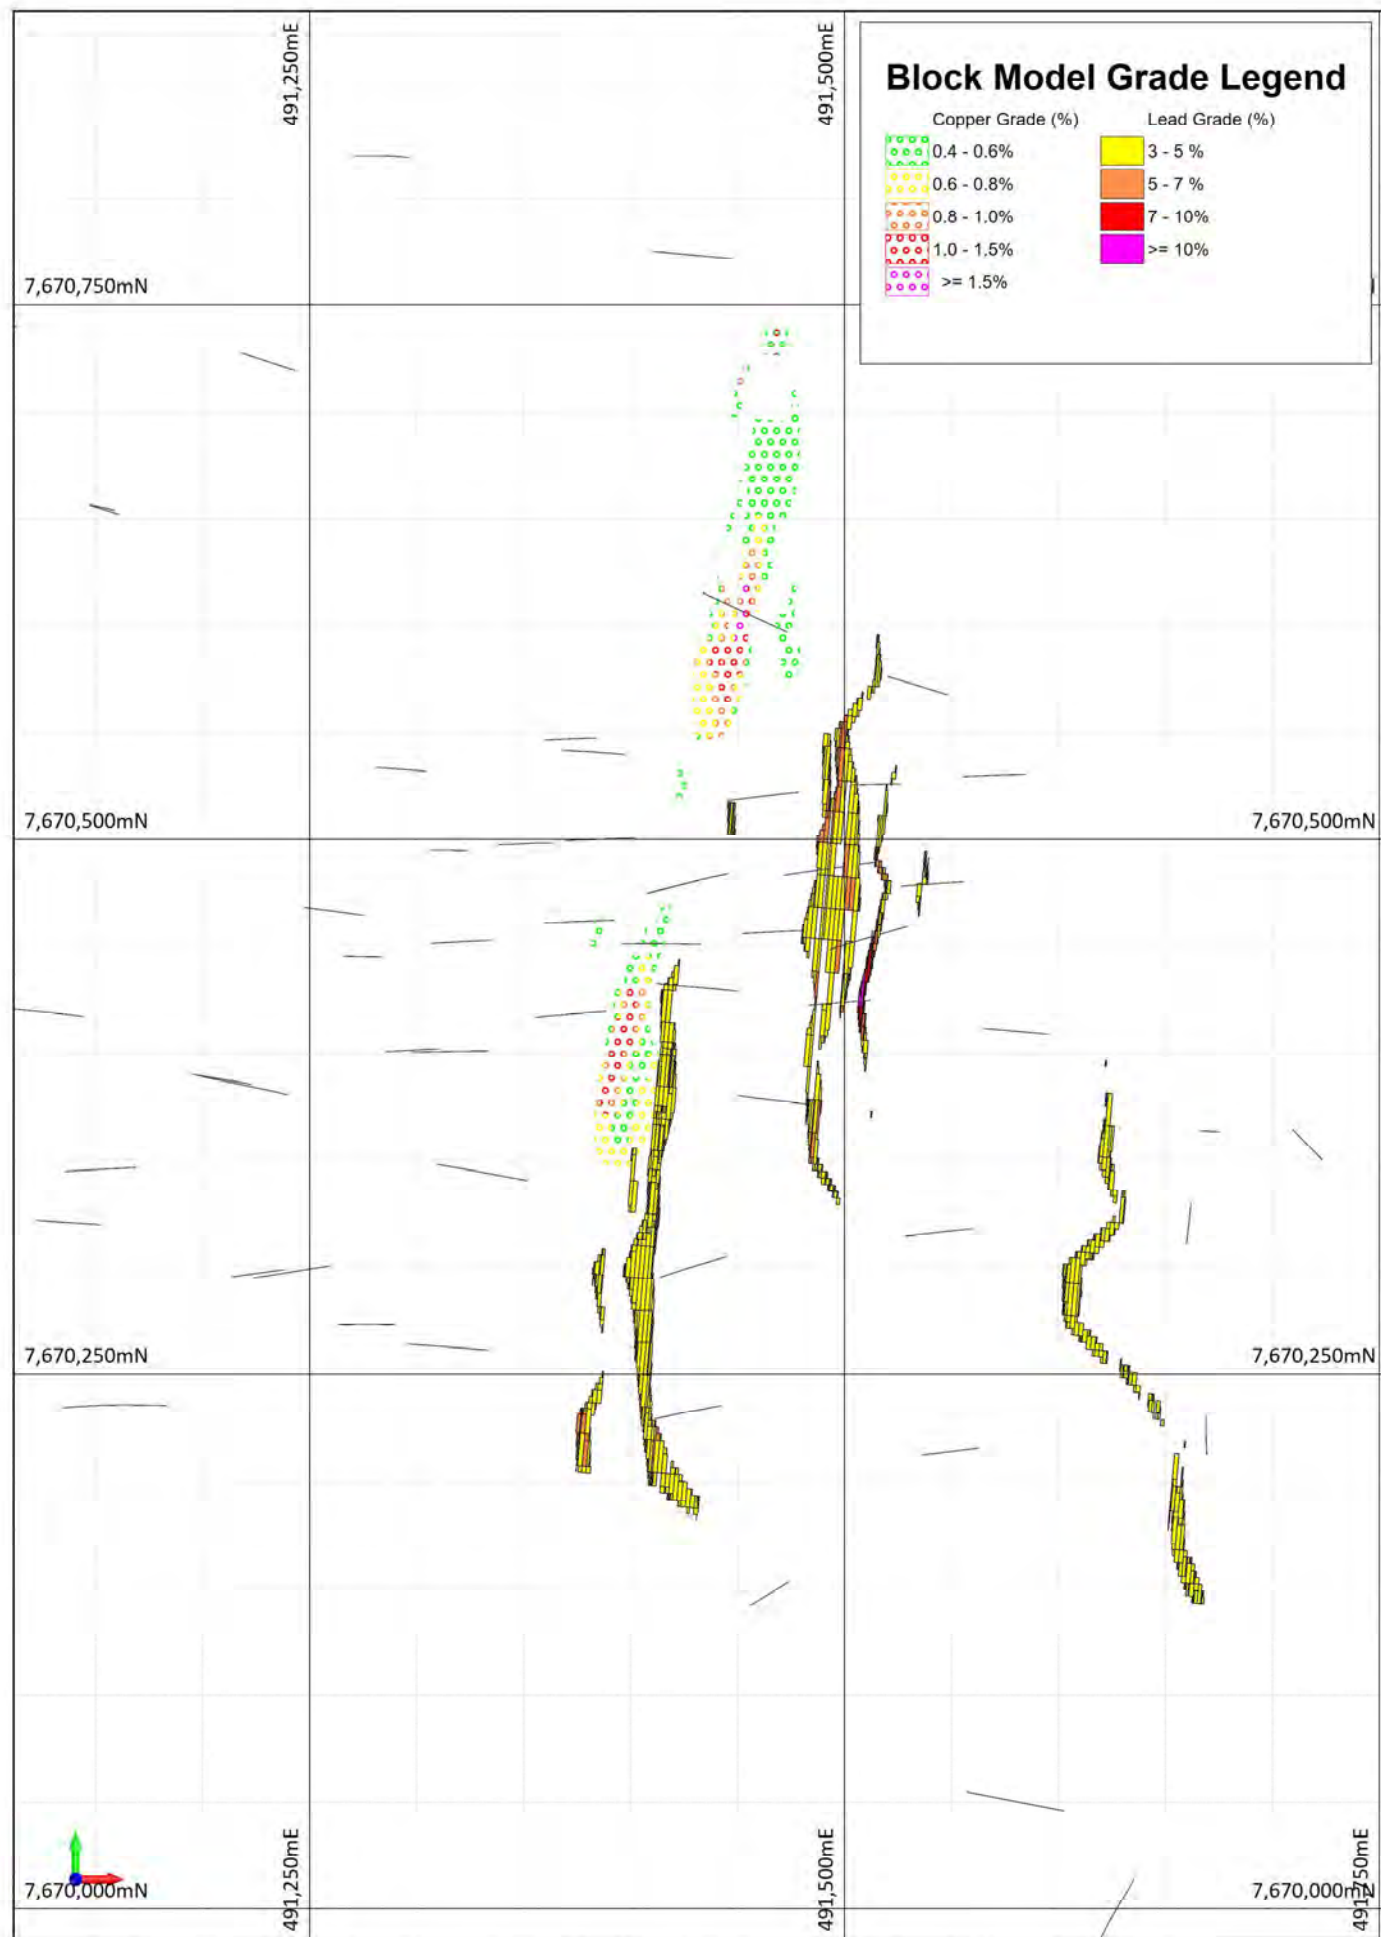 491,250mE
491,500mE
Block Model Grade Legend
Copper Grade (%) Lead Grade (%)
0.4 - 0.6% 3 - 5 %
0.6 - 0.8% 5 - 7 %
0.8 - 1.0% 7 - 10%
1.0 - 1.5% >= 10%
>= 1.5%
7,670,750mN
7,670,500mN 7,670,500mN
7,670,250mN 7,670,250mN
491,250mE
491,500mE
491,750mE
7,670,000mN 7,670,000mN